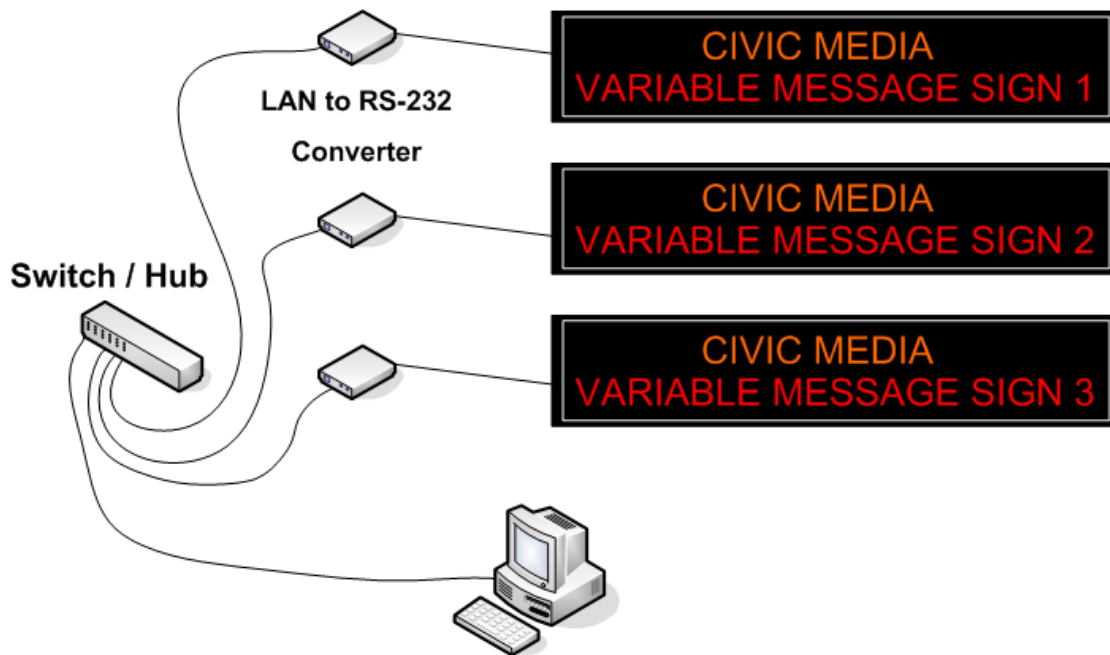 CIVIC MEDIA
VARIABLE MESSAGE SIGN 1
LAN to RS-232
Converter
CIVIC MEDIA
VARIABLE MESSAGE SIGN 2
Switch / Hub
CIVIC MEDIA
VARIABLE MESSAGE SIGN 3